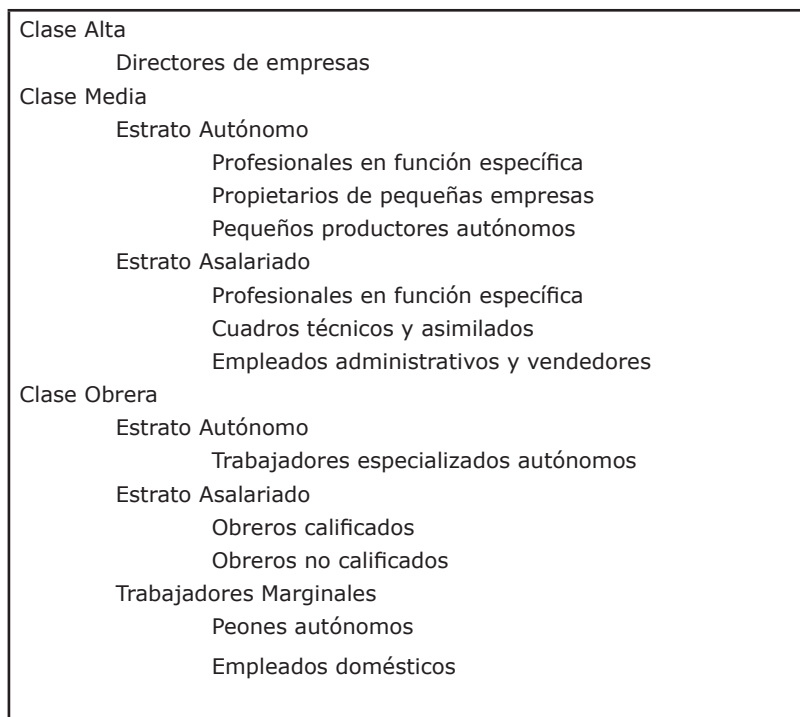 Clase Alta
Directores de empresas
Clase Media
Estrato Autónomo
Profesionales en función específica
Propietarios de pequeñas empresas
Pequeños productores autónomos
Estrato Asalariado
Profesionales en función específica
Cuadros técnicos y asimilados
Empleados administrativos y vendedores
Clase Obrera
Estrato Autónomo
Trabajadores especializados autónomos
Estrato Asalariado
Obreros calificados
Obreros no calificados
Trabajadores Marginales
Peones autónomos
Empleados domésticos